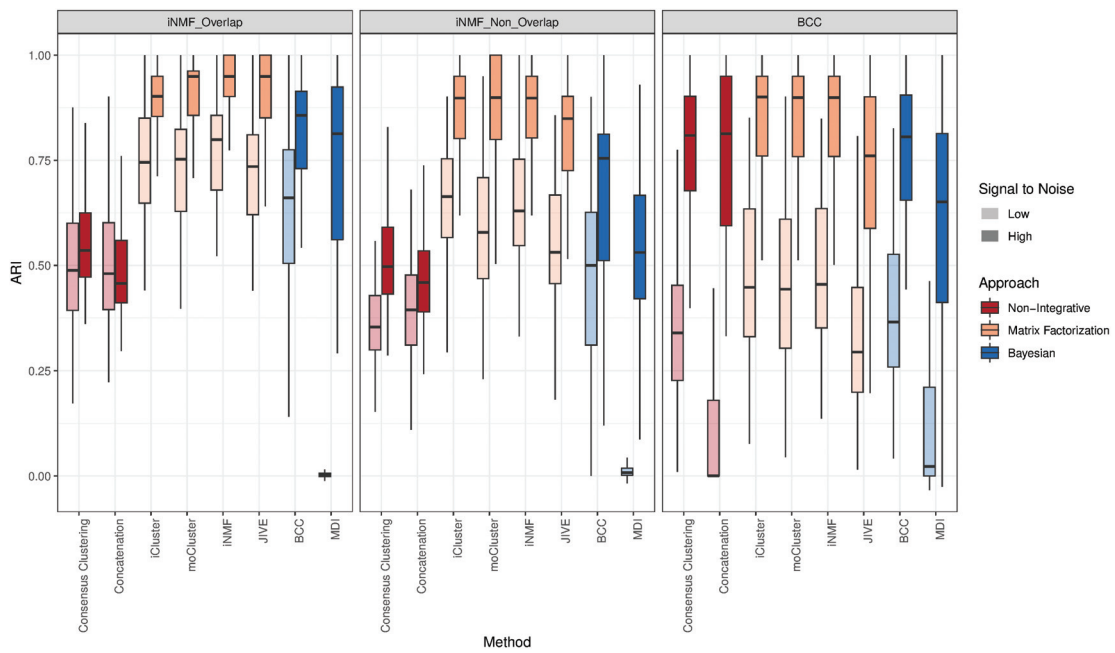 iNMF_Overlap
iNMF_Non_Overlap
BCC
ARI
1.00
0.75
0.50
0.25
0.00
Consensus Clustering
Concatenation
iCluster
moCluster
iNMF
JIVE
BCC
MDI
Consensus Clustering
Concatenation
iCluster
moCluster
iNMF
JIVE
BCC
MDI
Consensus Clustering
Concatenation
iCluster
moCluster
iNMF
JIVE
BCC
MDI
Method
Signal to Noise
Low
High
Approach
Non−Integrative
Matrix Factorization
Bayesian